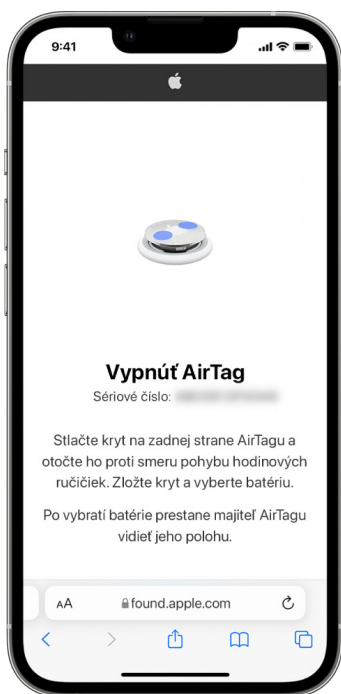 9:41
Vypnúť AirTag
Sériové číslo:
Stlačte kryt na zadnej strane AirTagu a
otočte ho proti smeru pohybu hodinových
ručičiek. Zložte kryt a vyberte batériu.
Po vybratí batérie prestane majiteľ AirTagu
vidieť jeho polohu.
AA
found.apple.com